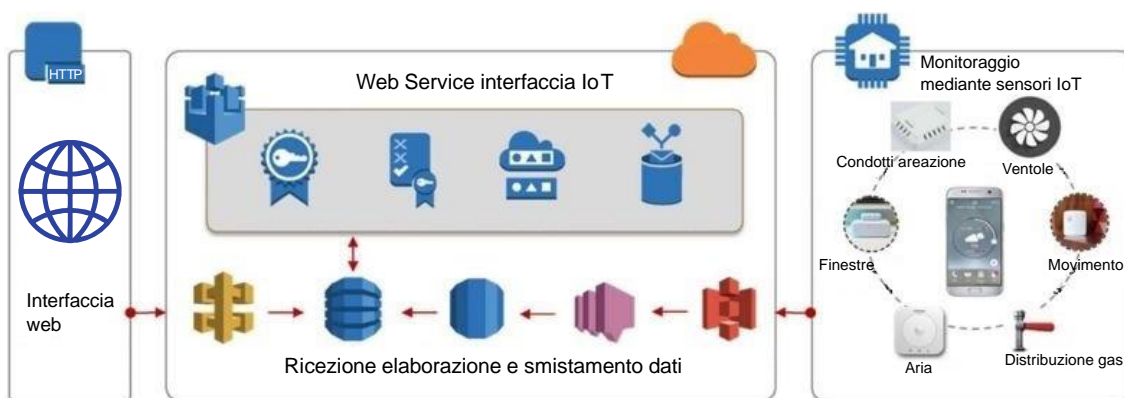 HTTP
Interfaccia
web
Web Service interfaccia IoT
Ricezione elaborazione e smistamento dati
Monitoraggio
mediante sensori IoT
Condotti areazione
Ventole
Finestre
Movimento
Aria
Distribuzione gas